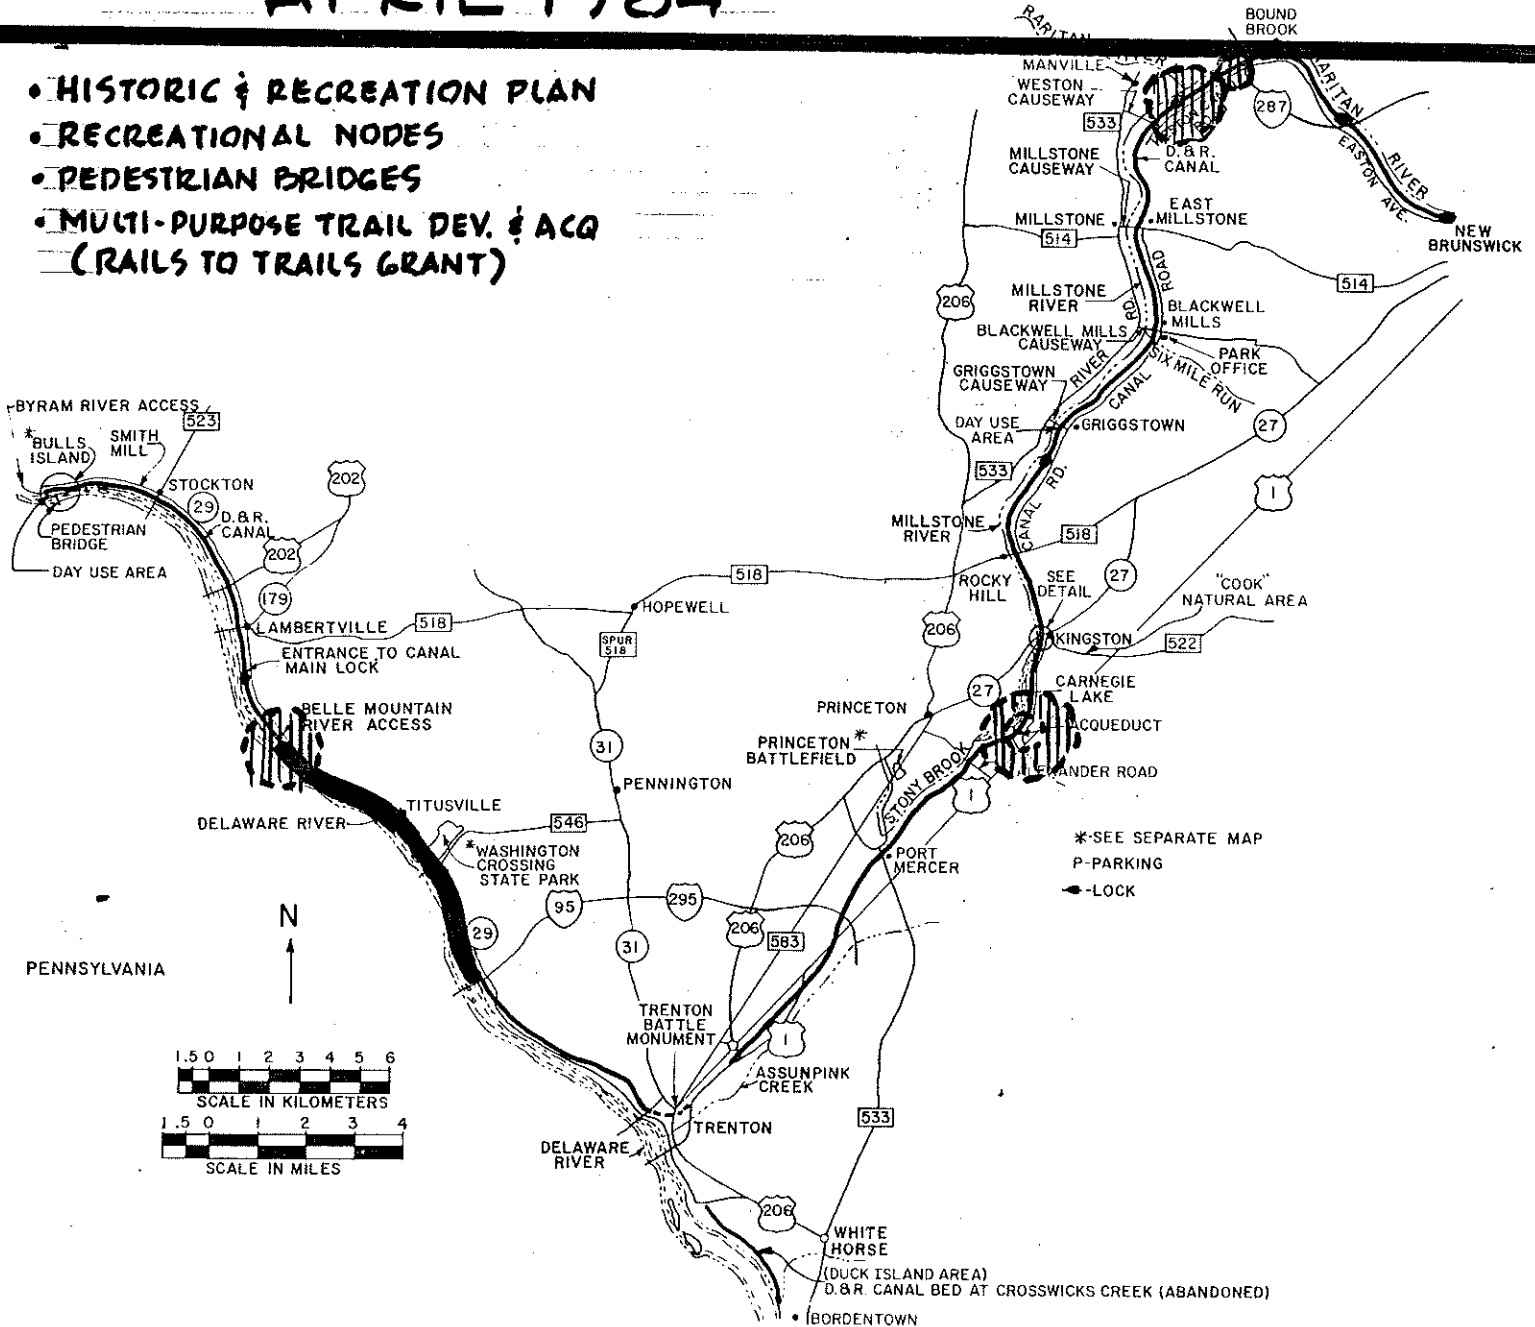 APRIL 1984
• HISTORIC & RECREATION PLAN
• RECREATIONAL NODES
• PEDESTRIAN BRIDGES
• MULTI-PURPOSE TRAIL DEV. & ACQ
(RAILS TO TRAILS GRANT)
BOUND
BROOK
RARITAN
MANVILLE
WESTON
CAUSEWAY
533
287
RARITAN RIVER
EASTON AVE.
NEW
BRUNSWICK
MILLSTONE
CAUSEWAY
D.&R.
CANAL
MILLSTONE
EAST
MILLSTONE
514
514
206
MILLSTONE
RIVER
CANAL ROAD
RIVER RD.
BLACKWELL
MILLS
BLACKWELL MILLS
CAUSEWAY
PARK
OFFICE
SIX MILE RUN
GRIGGSTOWN
CAUSEWAY
DAY USE
AREA
GRIGGSTOWN
27
533
CANAL RD.
1
MILLSTONE
RIVER
518
ROCKY
HILL
SEE
DETAIL
27
"COOK"
NATURAL AREA
KINGSTON
522
BYRAM RIVER ACCESS
523
*BULLS
ISLAND
SMITH
MILL
STOCKTON
202
29
D.&R.
CANAL
PEDESTRIAN
BRIDGE
202
DAY USE AREA
179
LAMBERTVILLE
518
HOPEWELL
518
SPUR
518
206
ENTRANCE TO CANAL
MAIN LOCK
27
CARNEGIE
LAKE
BELLE MOUNTAIN
RIVER ACCESS
PRINCETON
ACQUEDUCT
31
PRINCETON *
BATTLEFIELD
STONY BROOK
ROAD
1
PENNINGTON
TITUSVILLE
DELAWARE RIVER
546
*WASHINGTON
CROSSING
STATE PARK
206
PORT
MERCER
*-SEE SEPARATE MAP
P-PARKING
-LOCK
95
295
206
583
29
31
N
PENNSYLVANIA
TRENTON
BATTLE
MONUMENT
1
ASSUNPINK
CREEK
1.5 0 1 2 3 4 5 6
SCALE IN KILOMETERS
1.5 0 1 2 3 4
SCALE IN MILES
TRENTON
533
DELAWARE
RIVER
206
WHITE
HORSE
(DUCK ISLAND AREA)
D.&R. CANAL BED AT CROSSWICKS CREEK (ABANDONED)
BORDENTOWN